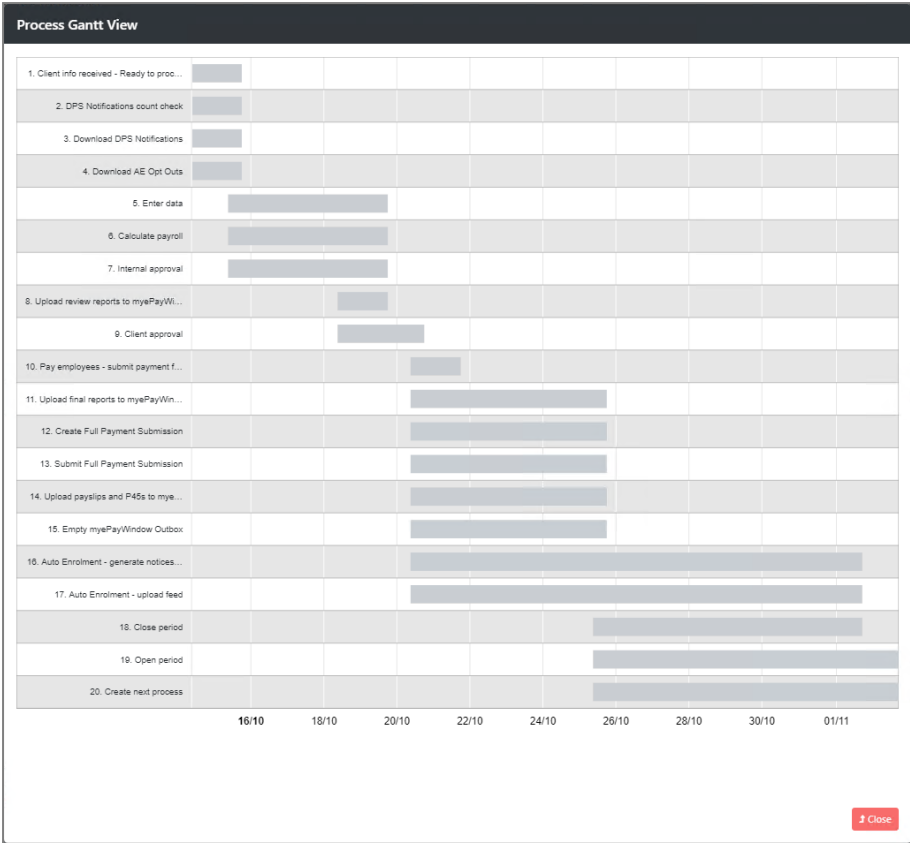 Process Gantt View
1. Client info received - Ready to proc...
2. DPS Notifications count check
3. Download DPS Notifications
4. Download AE Opt Outs
5. Enter data
6. Calculate payroll
7. Internal approval
8. Upload review reports to myePayWi...
9. Client approval
10. Pay employees - submit payment f...
11. Upload final reports to myePayWin...
12. Create Full Payment Submission
13. Submit Full Payment Submission
14. Upload payslips and P45s to mye...
15. Empty myePayWindow Outbox
16. Auto Enrolment - generate notices...
17. Auto Enrolment - upload feed
18. Close period
19. Open period
20. Create next process
16/10 18/10 20/10 22/10 24/10 26/10 28/10 30/10 01/11
Close